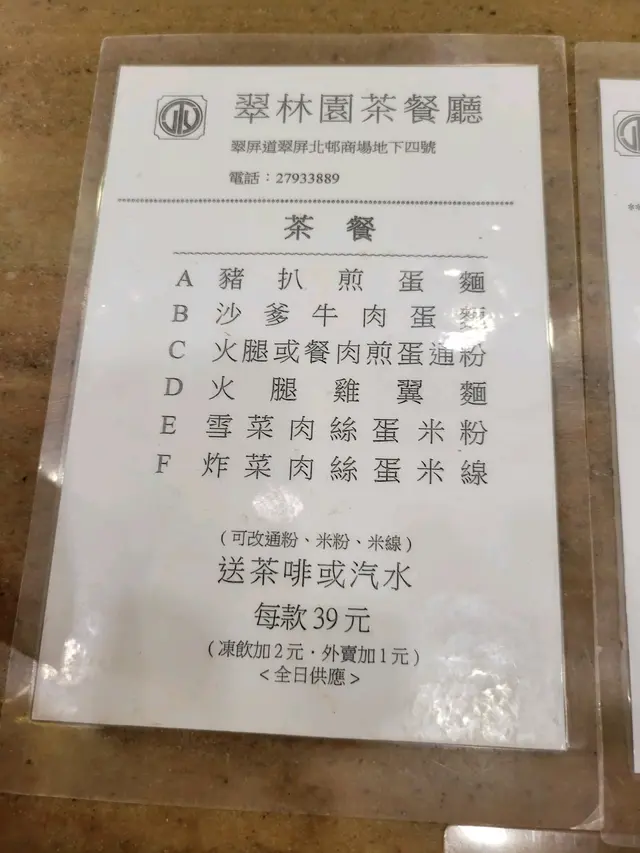 翠林園茶餐廳
翠屏道翠屏北邨商場地下四號
電話：27933889
茶餐
A 豬扒煎蛋麵
B 沙爹牛肉蛋麵
C 火腿或餐肉煎蛋通粉
D 火腿雞翼麵
E 雪菜肉絲蛋米粉
F 炸菜肉絲蛋米線
（可改通粉、米粉、米線）
送茶啡或汽水
每款 39 元
（凍飲加 2 元．外賣加 1 元）
＜全日供應＞